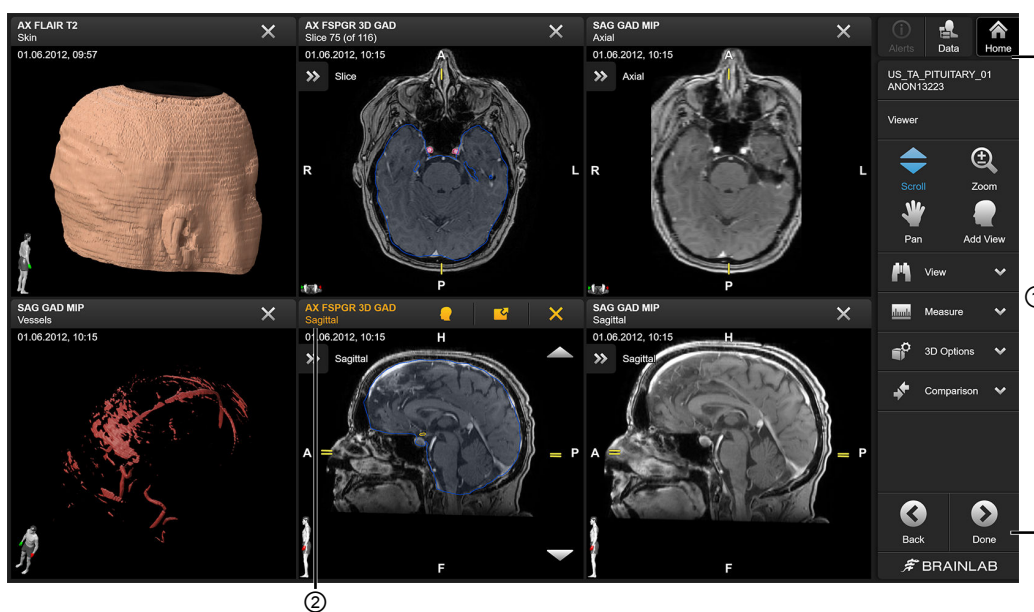 AX FLAIR T2
Skin
01.06.2012, 09:57
AX FSPGR 3D GAD
Slice 75 (of 116)
01.06.2012, 10:15
Slice
A
R
L
P
SAG GAD MIP
Axial
01.06.2012, 10:15
Axial
A
R
L
P
SAG GAD MIP
Vessels
01.06.2012, 10:15
AX FSPGR 3D GAD
Sagittal
01.06.2012, 10:15
Sagittal
H
A
P
F
SAG GAD MIP
Sagittal
01.06.2012, 10:15
Sagittal
H
A
P
F
Alerts
Data
Home
US_TA_PITUITARY_01
ANON13223
Viewer
Scroll
Zoom
Pan
Add View
View
Measure
3D Options
Comparison
Back
Done
BRAINLAB
②